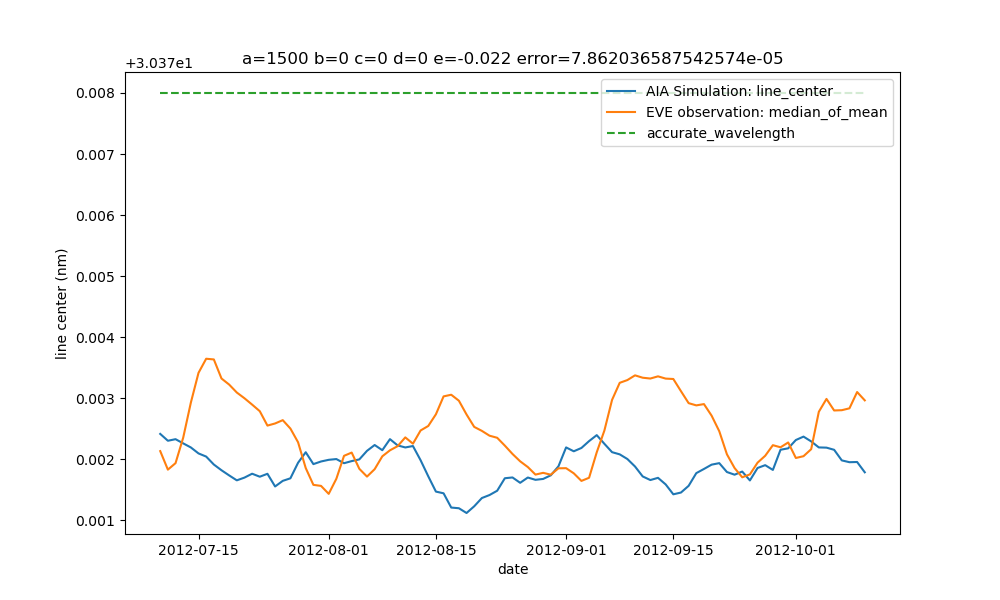 a=1500 b=0 c=0 d=0 e=-0.022 error=7.862036587542574e-05
+3.037e1
0.008
0.007
0.006
0.005
0.004
0.003
0.002
0.001
line center (nm)
AIA Simulation: line_center
EVE observation: median_of_mean
accurate_wavelength
2012-07-15 2012-08-01 2012-08-15 2012-09-01 2012-09-15 2012-10-01
date